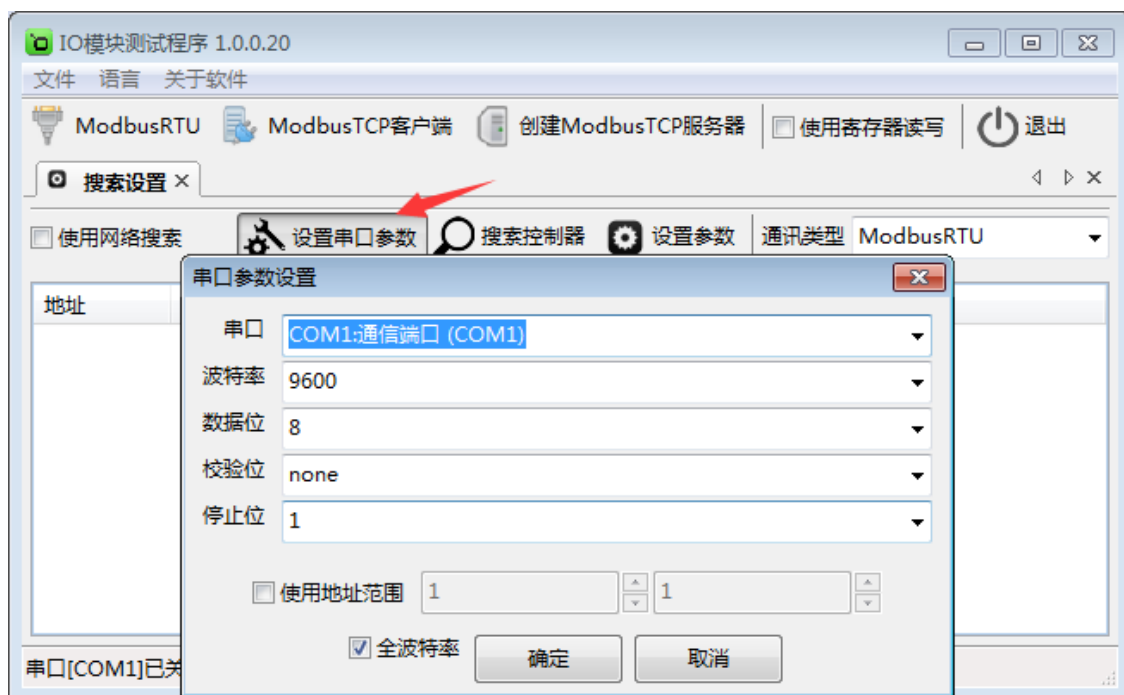 IO模块测试程序 1.0.0.20
文件 语言 关于软件
ModbusRTU ModbusTCP客户端 创建ModbusTCP服务器 使用寄存器读写 退出
搜索设置
使用网络搜索 设置串口参数 搜索控制器 设置参数 通讯类型 ModbusRTU
串口参数设置
地址
串口 COM1:通信端口 (COM1)
波特率 9600
数据位 8
校验位 none
停止位 1
使用地址范围 1 1
全波特率 确定 取消
串口[COM1]已关